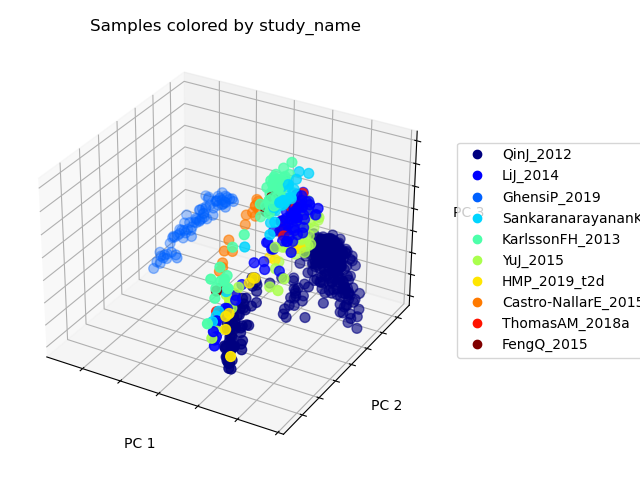 Samples colored by study_name
QinJ_2012
LiJ_2014
GhensiP_2019
SankaranarayananK
KarlssonFH_2013
YuJ_2015
HMP_2019_t2d
Castro-NallarE_2015
ThomasAM_2018a
FengQ_2015
PC 3
PC 2
PC 1